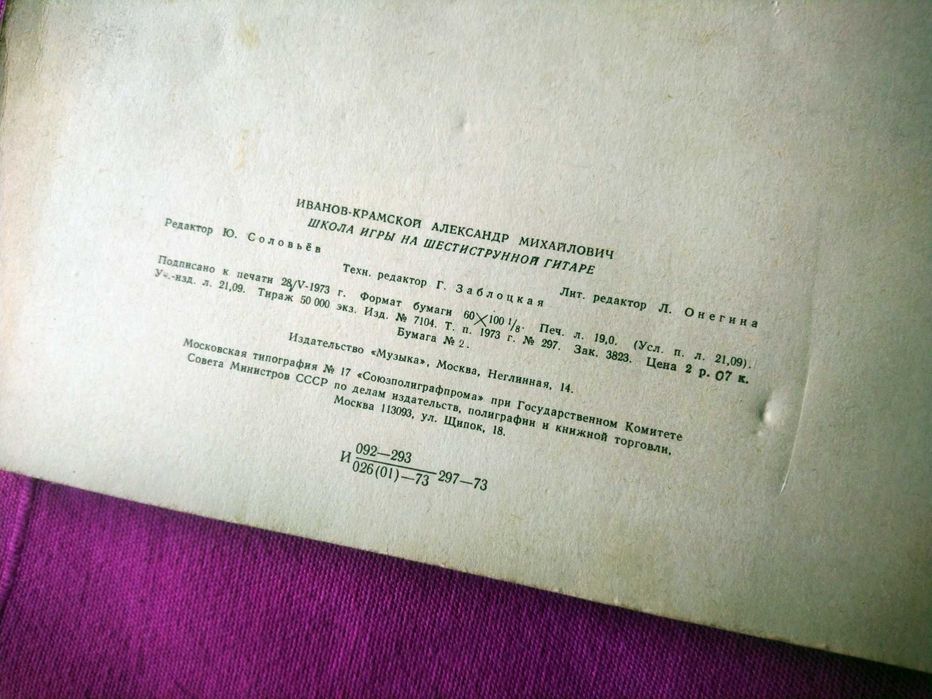 ИВАНОВ-КРАМСКОЙ АЛЕКСАНДР МИХАЙЛОВИЧ
ШКОЛА ИГРЫ НА ШЕСТИСТРУННОЙ ГИТАРЕ
Редактор Ю. Соловьёв Техн. редактор Г. Заблоцкая Лит. редактор Л. Онегина
Подписано к печати 28/V-1973 г. Формат бумаги 60×100 1/8. Печ. л. 19,0. (Усл. п. л. 21,09).
Уч.-изд. л. 21,09. Тираж 50 000 экз. Изд. № 7104. Т. п. 1973 г. № 297. Зак. 3823. Цена 2 р. 07 к.
Бумага № 2.
Издательство «Музыка», Москва, Неглинная, 14.
Московская типография № 17 «Союзполиграфпрома» при Государственном Комитете
Совета Министров СССР по делам издательств, полиграфии и книжной торговли,
Москва 113093, ул. Щипок, 18.
И 092—293
026(01)—73 297—73